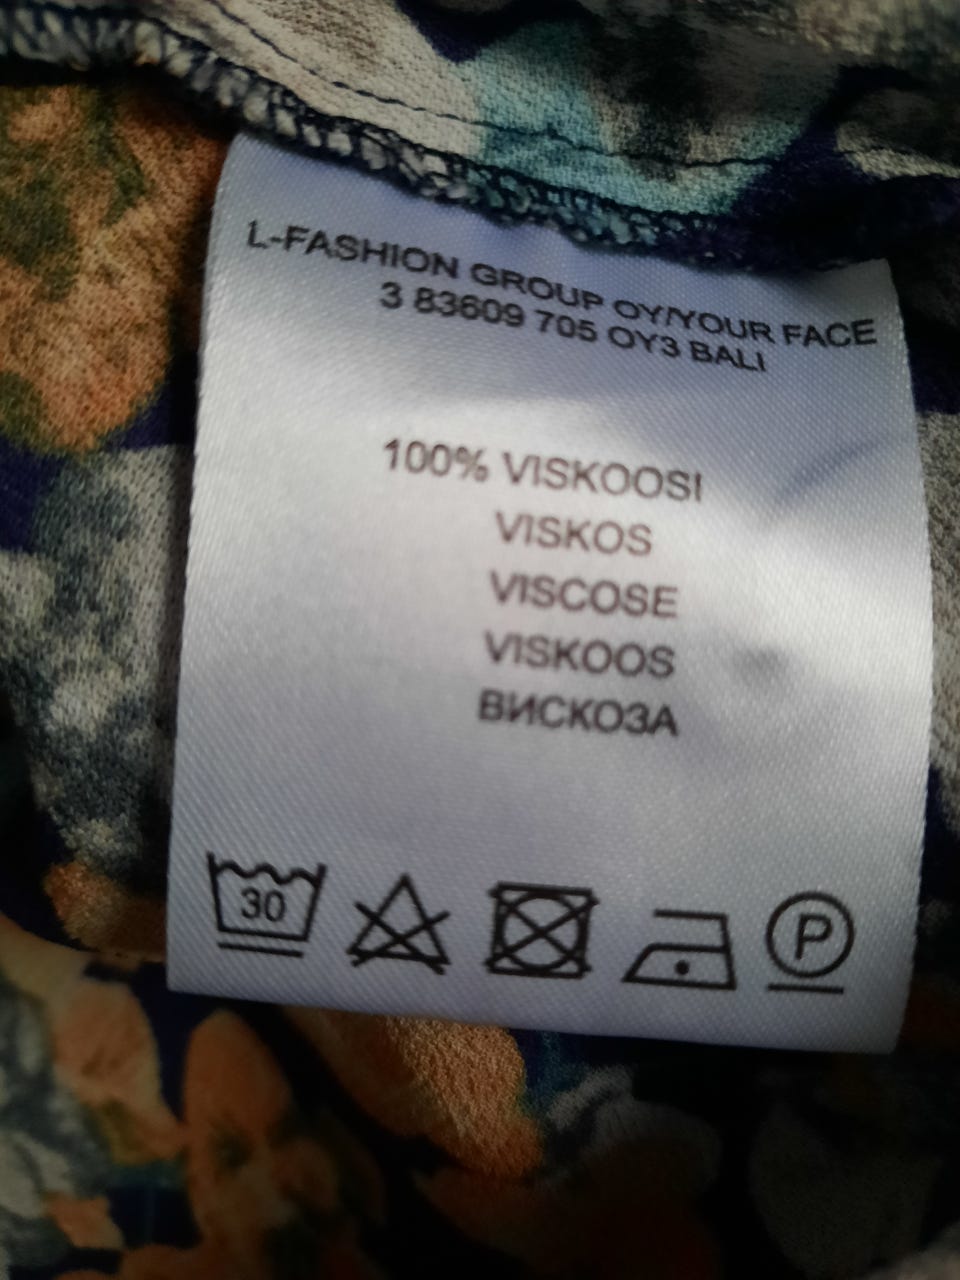 L-FASHION GROUP OY/YOUR FACE
3 83609 705 OY3 BALI
100% VISKOOSI
VISKOS
VISCOSE
VISKOOS
ВИСКОЗА
30 P